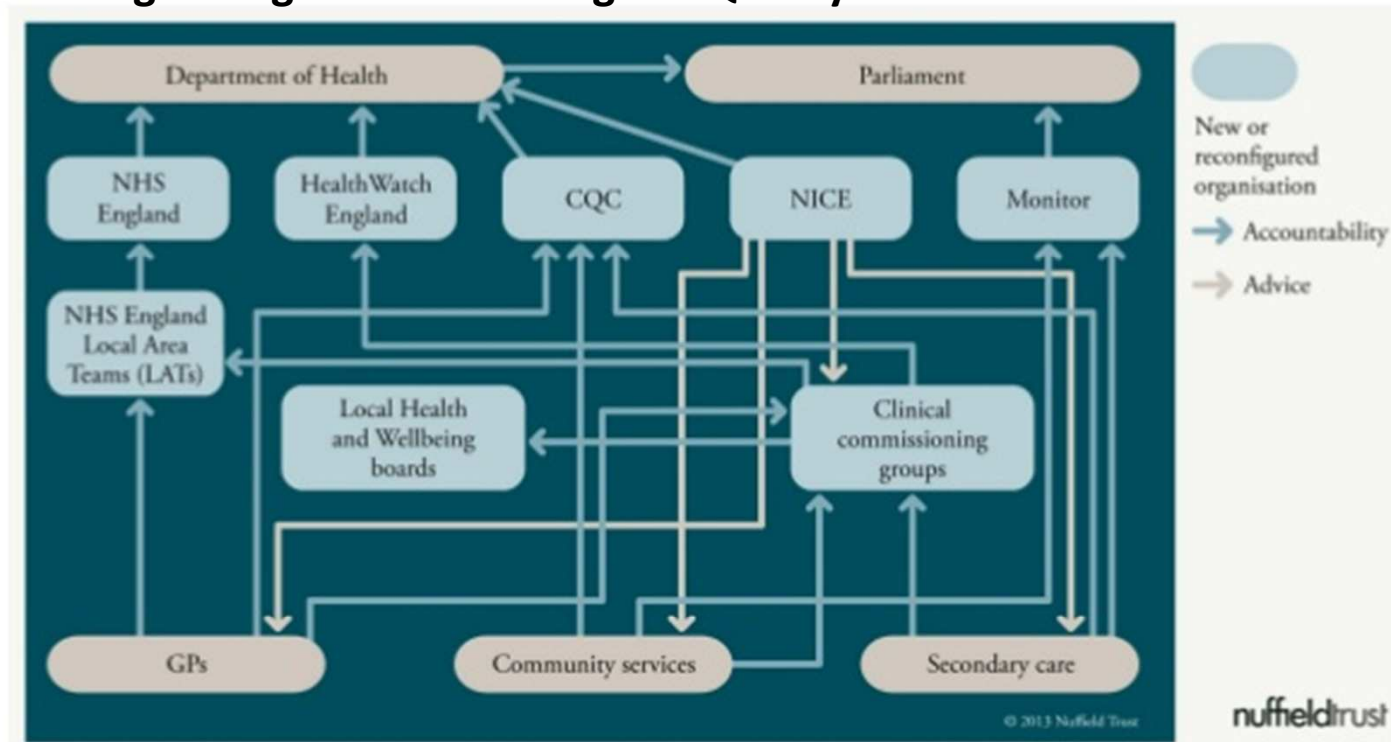 Department of Health
Parliament
NHS
England
HealthWatch
England
CQC
NICE
Monitor
New or
reconfigured
organisation
Accountability
Advice
NHS England
Local Area
Teams (LATs)
Local Health
and Wellbeing
boards
Clinical
commissioning
groups
GPs
Community services
Secondary care
© 2013 Nuffield Trust
nuffieldtrust